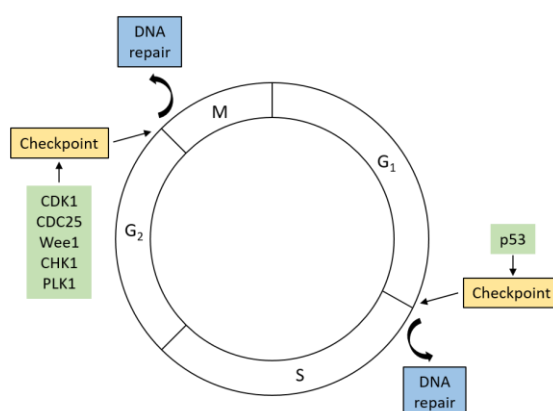 DNA
repair
M
Checkpoint
G₁
CDK1
CDC25
Wee1
CHK1
PLK1
G₂
p53
Checkpoint
S
DNA
repair